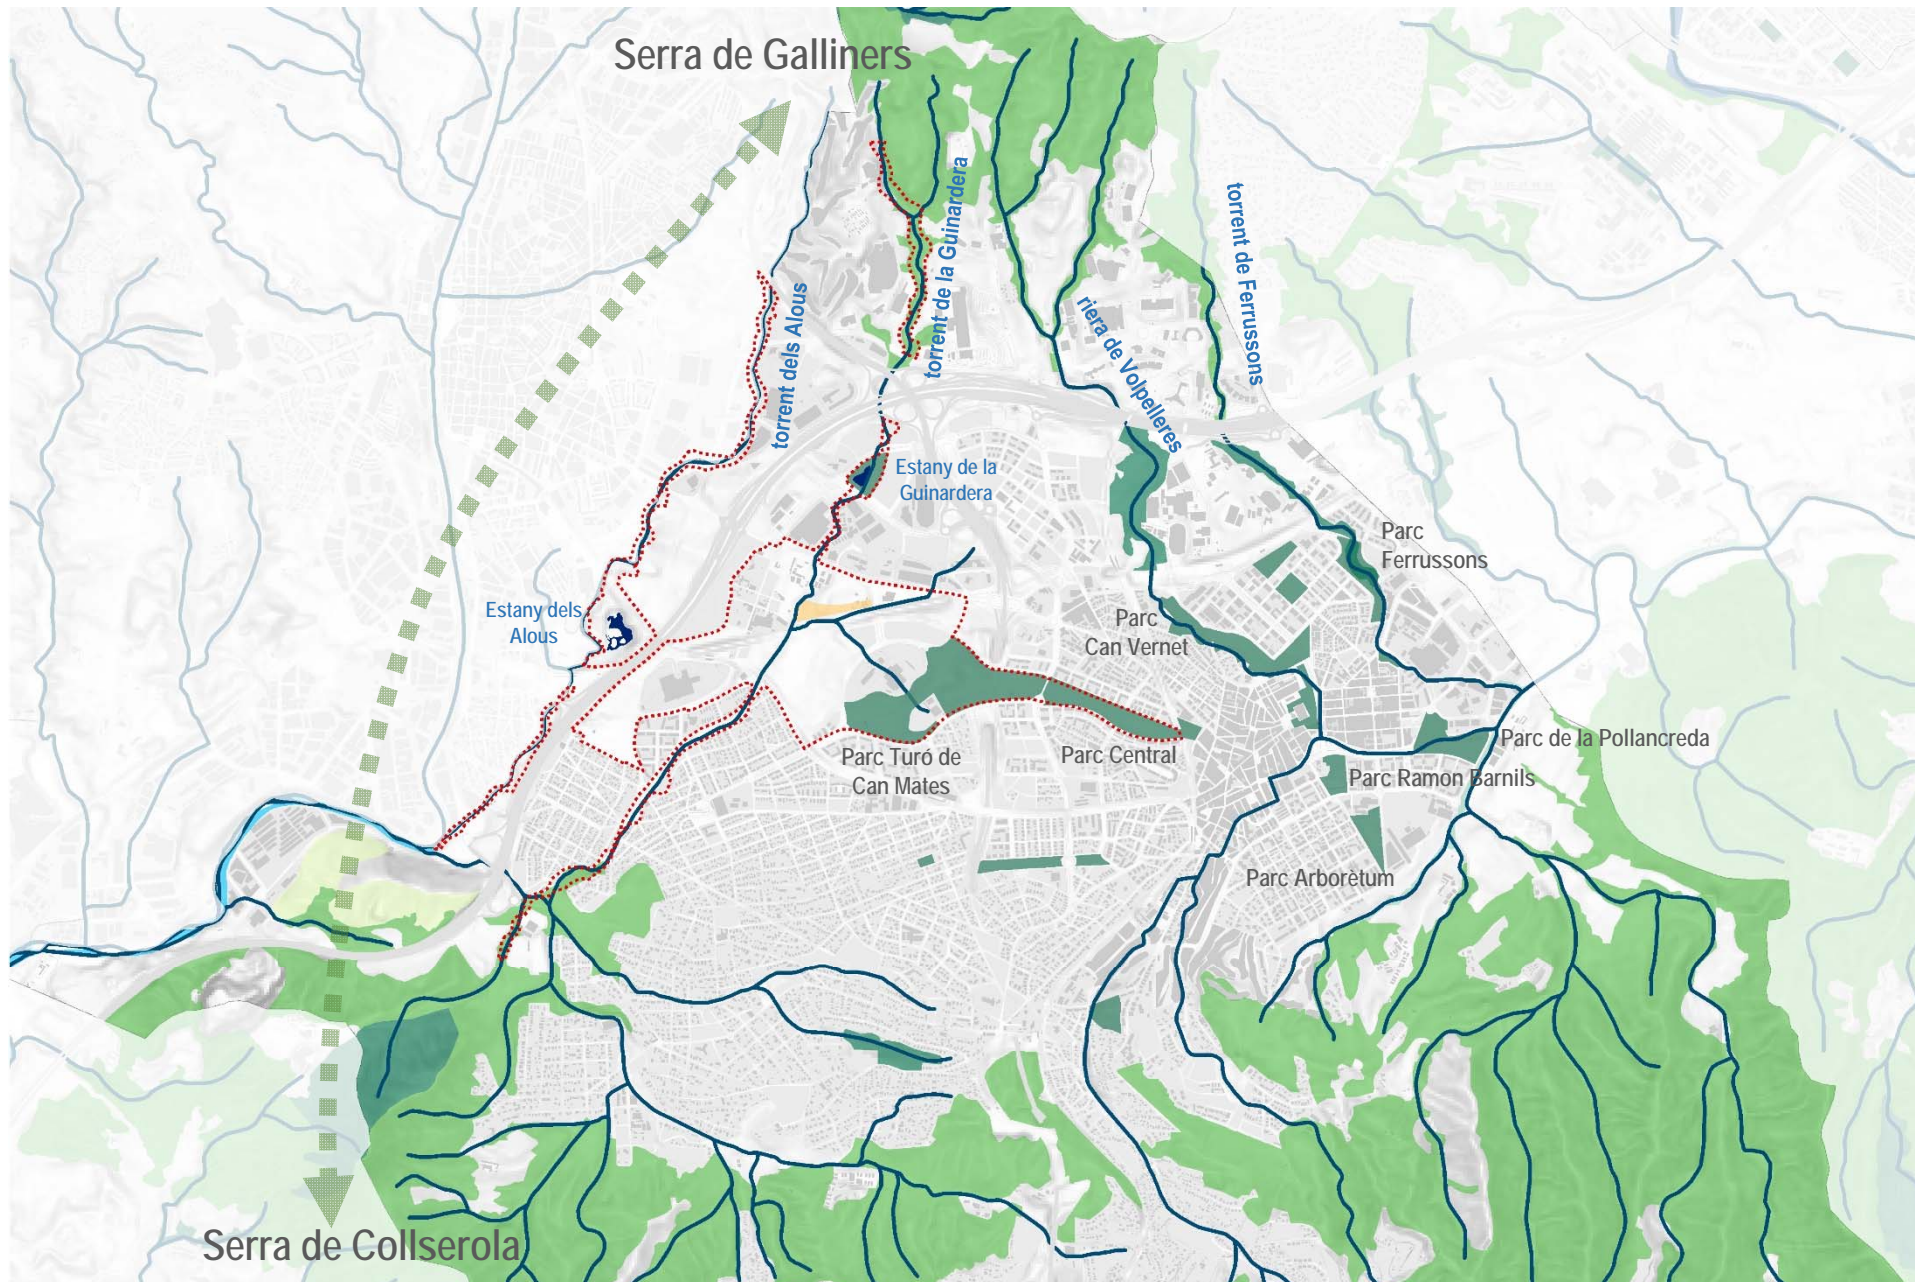 Serra de Galliners
torrent de la Guinardera
torrent de Ferrussons
torrent dels Alous
riera de Volpelleres
Estany de la
Guinardera
Parc
Ferrussons
Estany dels
Alous
Parc
Can Vernet
Parc de la Pollancreda
Parc Turó de
Can Mates
Parc Central
Parc Ramon Barnils
Parc Arborètum
Serra de Collserola